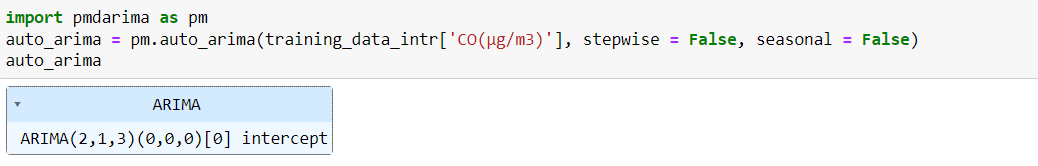 import pmdarima as pm
auto_arima = pm.auto_arima(training_data_intr['CO(µg/m3)'], stepwise = False, seasonal = False)
auto_arima
ARIMA
ARIMA(2,1,3)(0,0,0)[0] intercept